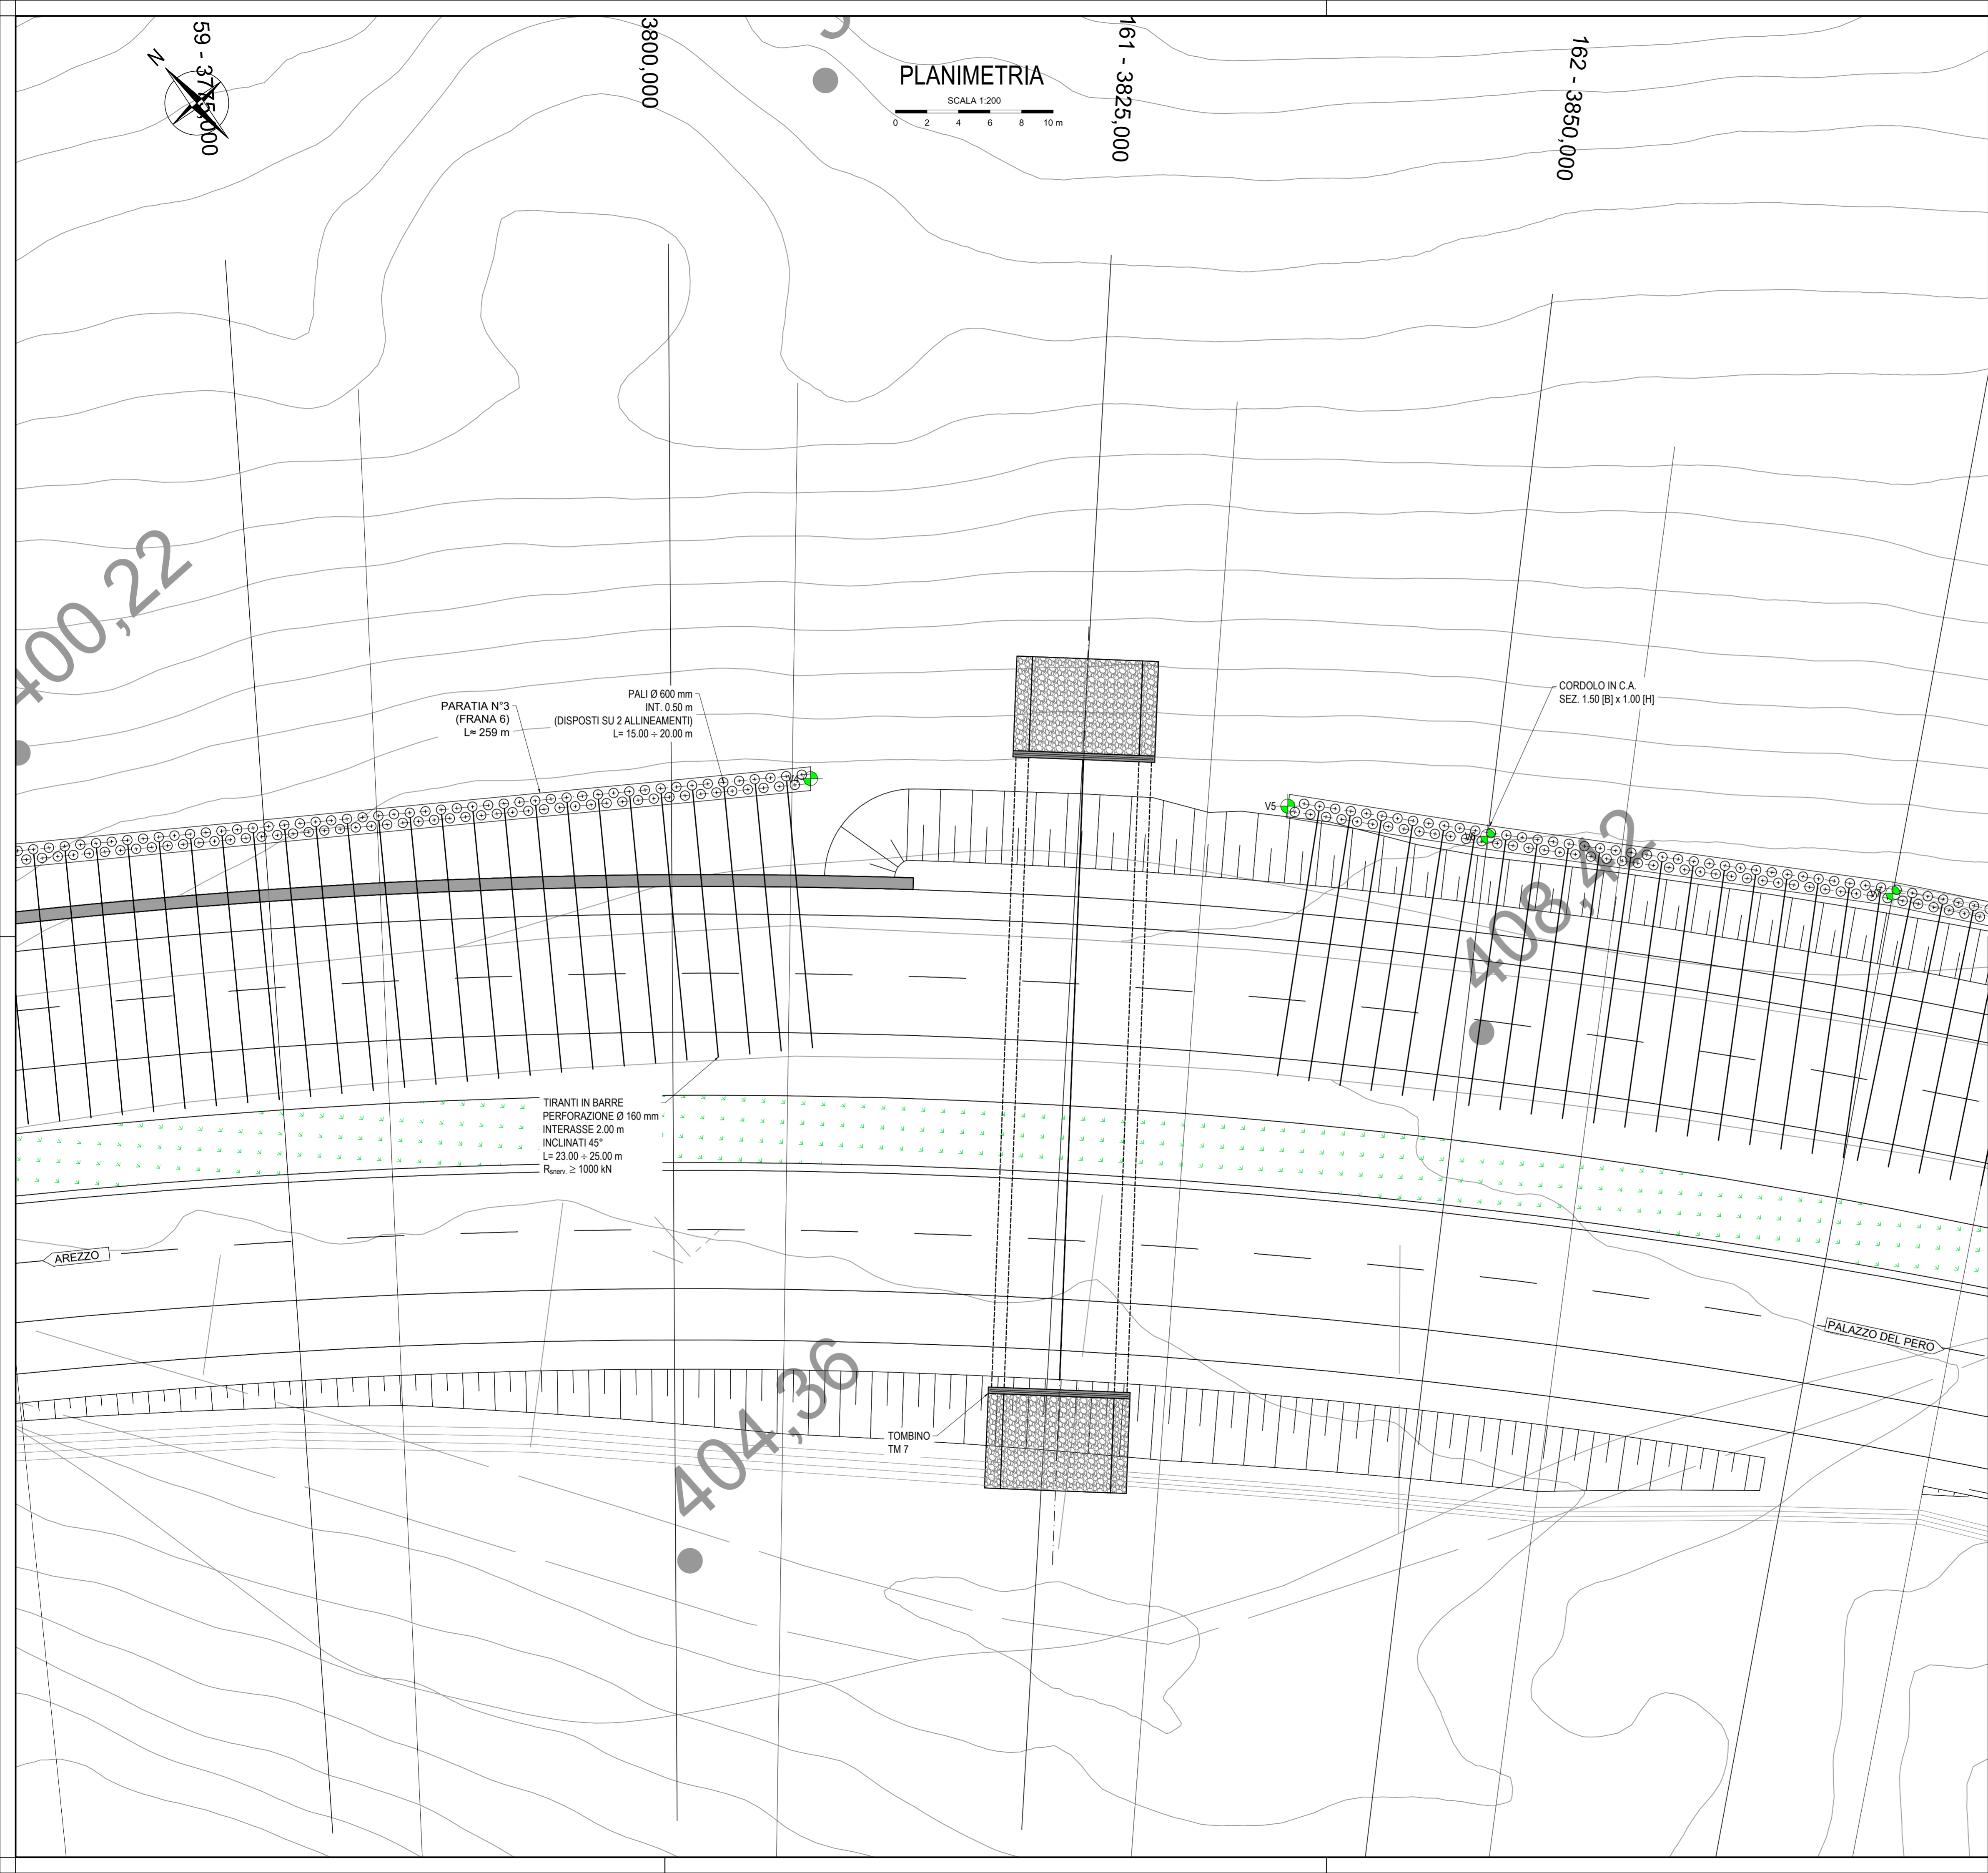 59 - 3775,000
3800,000
161 - 3825,000
162 - 3850,000
N
PLANIMETRIA
SCALA 1:200
0 2 4 6 8 10 m
400,22
PARATIA N°3
(FRANA 6)
L≈ 259 m
PALI Ø 600 mm
INT. 0.50 m
(DISPOSTI SU 2 ALLINEAMENTI)
L= 15.00 ÷ 20.00 m
CORDOLO IN C.A.
SEZ. 1.50 [B] x 1.00 [H]
V4
V5
V6
V7
408,42
TIRANTI IN BARRE
PERFORAZIONE Ø 160 mm
INTERASSE 2.00 m
INCLINATI 45°
L= 23.00 ÷ 25.00 m
Rsnerv. ≥ 1000 kN
AREZZO
PALAZZO DEL PERO
404,36
TOMBINO
TM 7